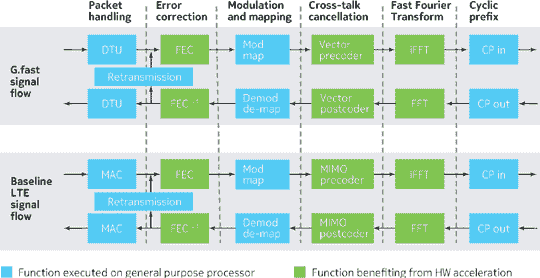 Packet handling
Error correction
Modulation and mapping
Cross-talk cancellation
Fast Fourier Transform
Cyclic prefix
G.fast signal flow
DTU
FEC
Mod map
Vector precoder
iFFT
CP in
Retransmission
DTU
FEC⁻¹
Demod de-map
Vector postcoder
FFT
CP out
Baseline LTE signal flow
MAC
FEC
Mod map
MIMO precoder
iFFT
CP in
Retransmission
MAC
FEC⁻¹
Demod de-map
MIMO postcoder
FFT
CP out
Function executed on general purpose processor
Function benefiting from HW acceleration